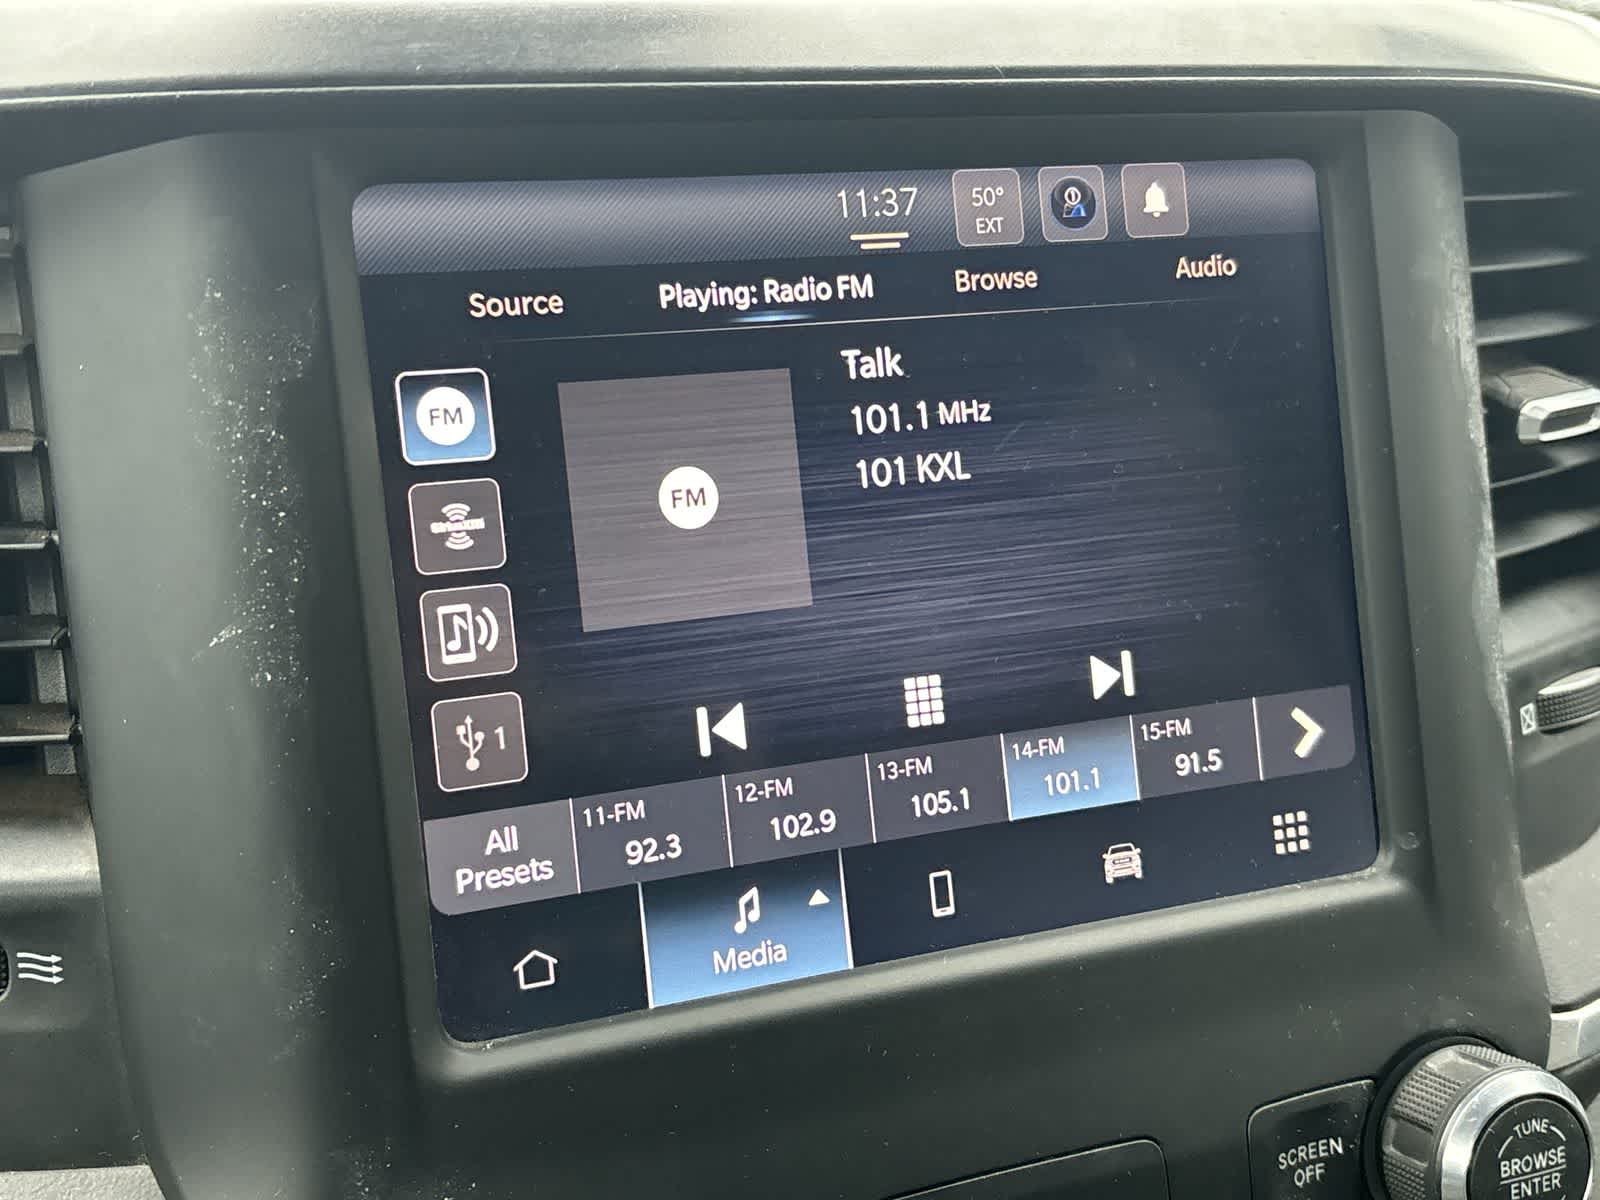 11:37
50°
EXT
Source
Playing: Radio FM
Browse
Audio
FM
FM
Talk
101.1 MHz
101 KXL
SiriusXM
1
All
Presets
11-FM
92.3
12-FM
102.9
13-FM
105.1
14-FM
101.1
15-FM
91.5
Media
SCREEN
OFF
TUNE
BROWSE
ENTER